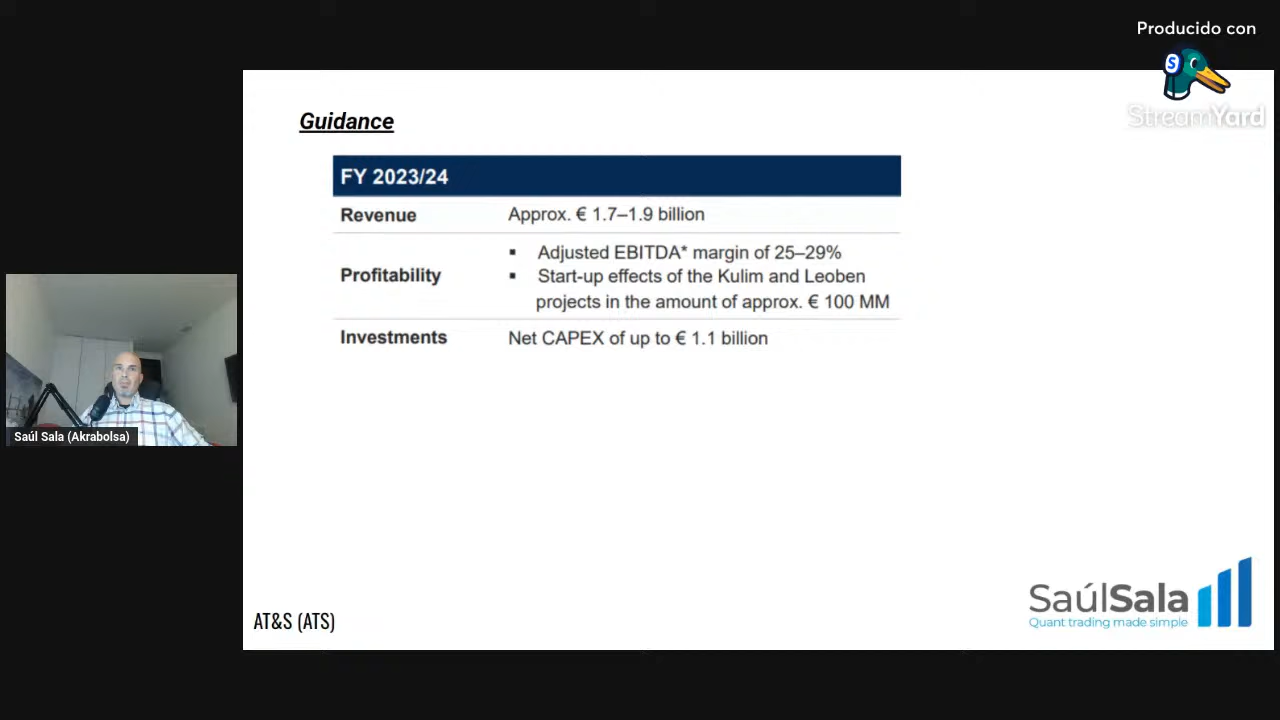 Producido con
StreamYard
Guidance
FY 2023/24
Revenue
Approx. € 1.7–1.9 billion
Profitability
▪ Adjusted EBITDA* margin of 25–29%
▪ Start-up effects of the Kulim and Leoben
projects in the amount of approx. € 100 MM
Investments
Net CAPEX of up to € 1.1 billion
Saúl Sala (Akrabolsa)
AT&S (ATS)
SaúlSala
Quant trading made simple